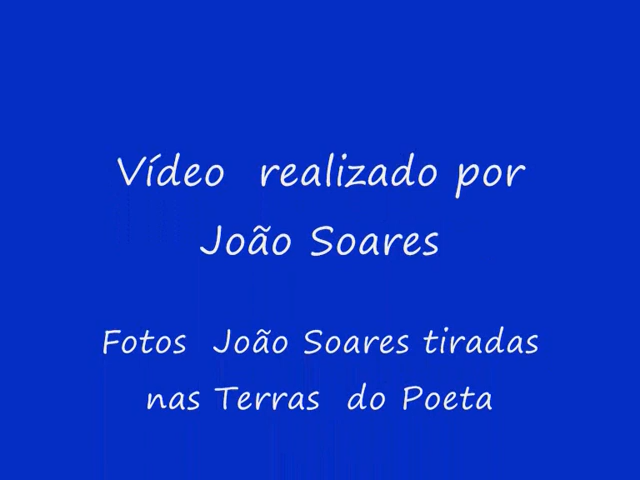 Vídeo realizado por
João Soares
Fotos João Soares tiradas
nas Terras do Poeta